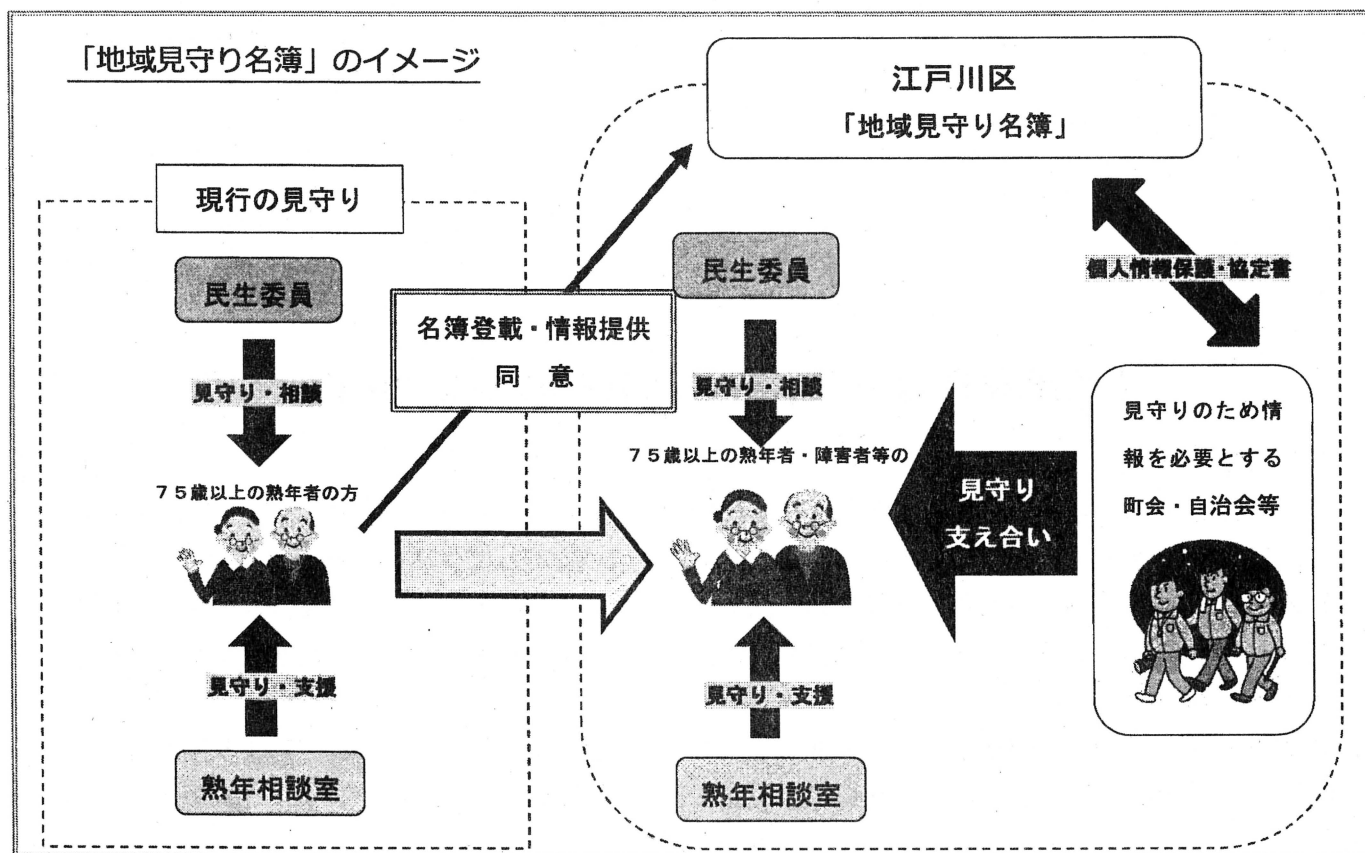 「地域見守り名簿」のイメージ
江戸川区
「地域見守り名簿」
現行の見守り
民生委員
見守り・相談
75歳以上の熟年者の方
見守り・支援
熟年相談室
名簿登載・情報提供
同 意
民生委員
見守り・相談
75歳以上の熟年者・障害者等の
見守り・支援
熟年相談室
個人情報保護・協定書
見守り
支え合い
見守りのため情
報を必要とする
町会・自治会等